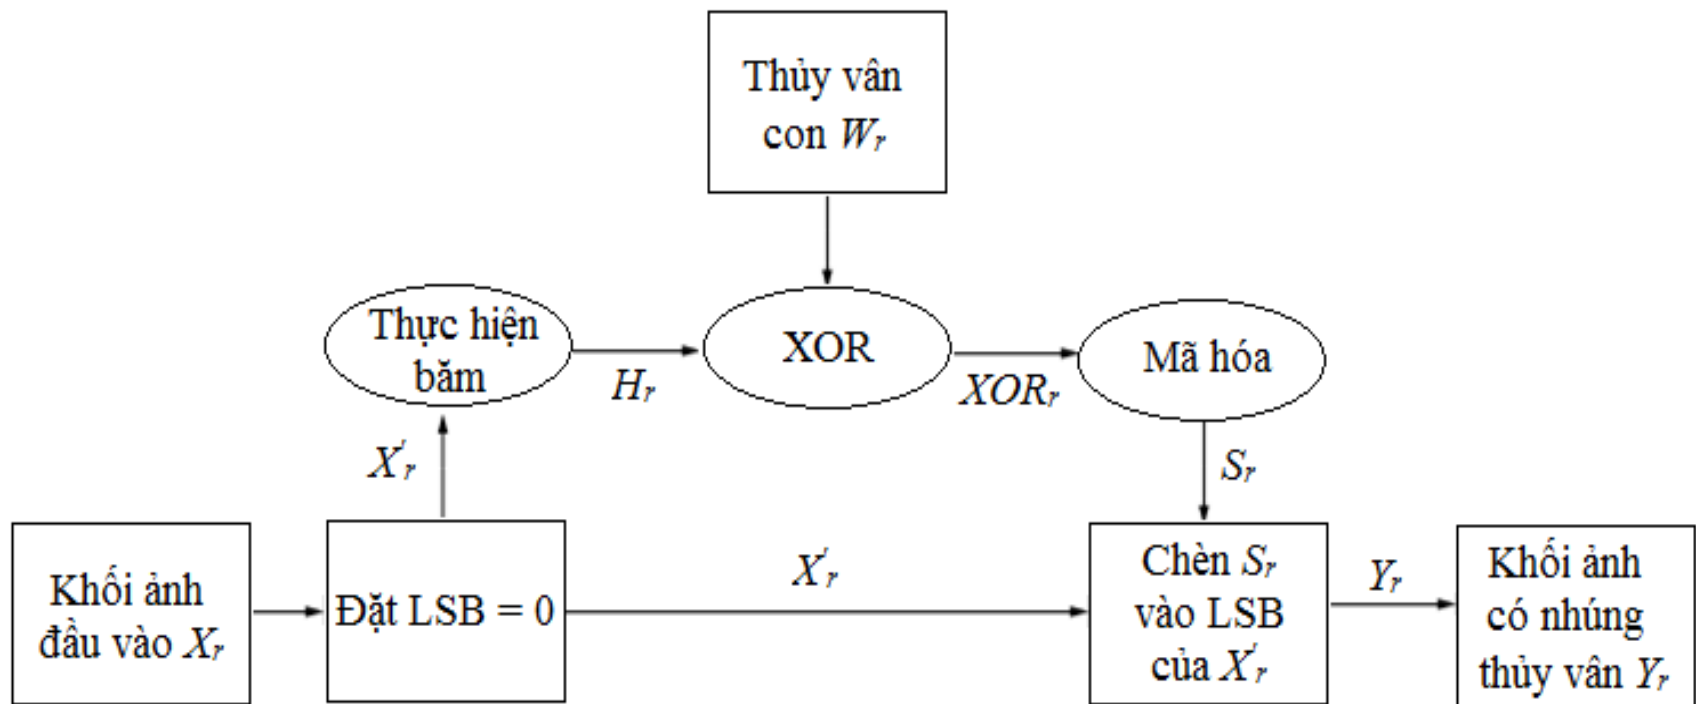 Thủy vân
con Wr
Thực hiện
băm
Hr
XOR
XORr
Mã hóa
X'r
Sr
Khối ảnh
đầu vào Xr
Đặt LSB = 0
X'r
Chèn Sr
vào LSB
của X'r
Yr
Khối ảnh
có nhúng
thủy vân Yr